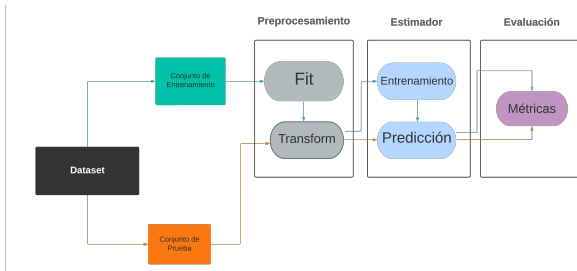 Preprocesamiento
Estimador
Evaluación
Conjunto de
Entrenamiento
Fit
Entrenamiento
Métricas
Transform
Predicción
Dataset
Conjunto de
Prueba